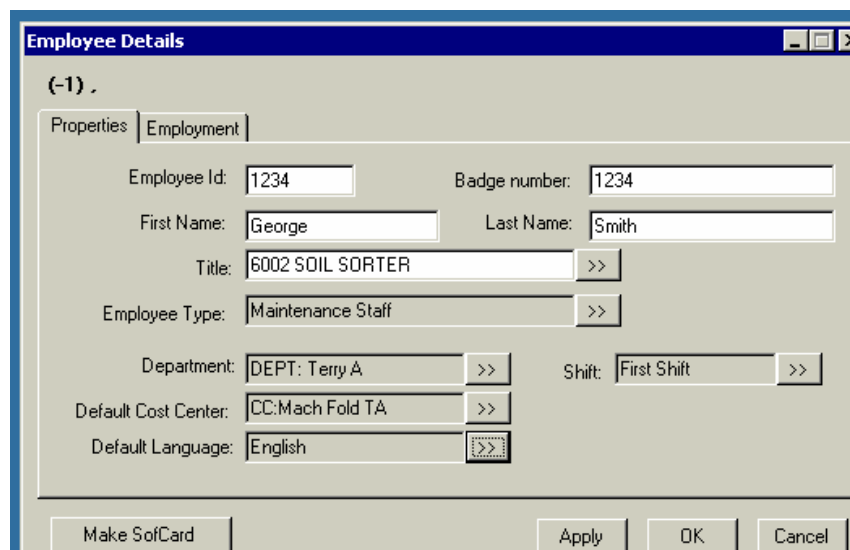 Employee Details
(-1) ,
Properties Employment
Employee Id: 1234 Badge number: 1234
First Name: George Last Name: Smith
Title: 6002 SOIL SORTER >>
Employee Type: Maintenance Staff >>
Department: DEPT: Terry A >> Shift: First Shift >>
Default Cost Center: CC:Mach Fold TA >>
Default Language: English >>
Make SofCard Apply OK Cancel